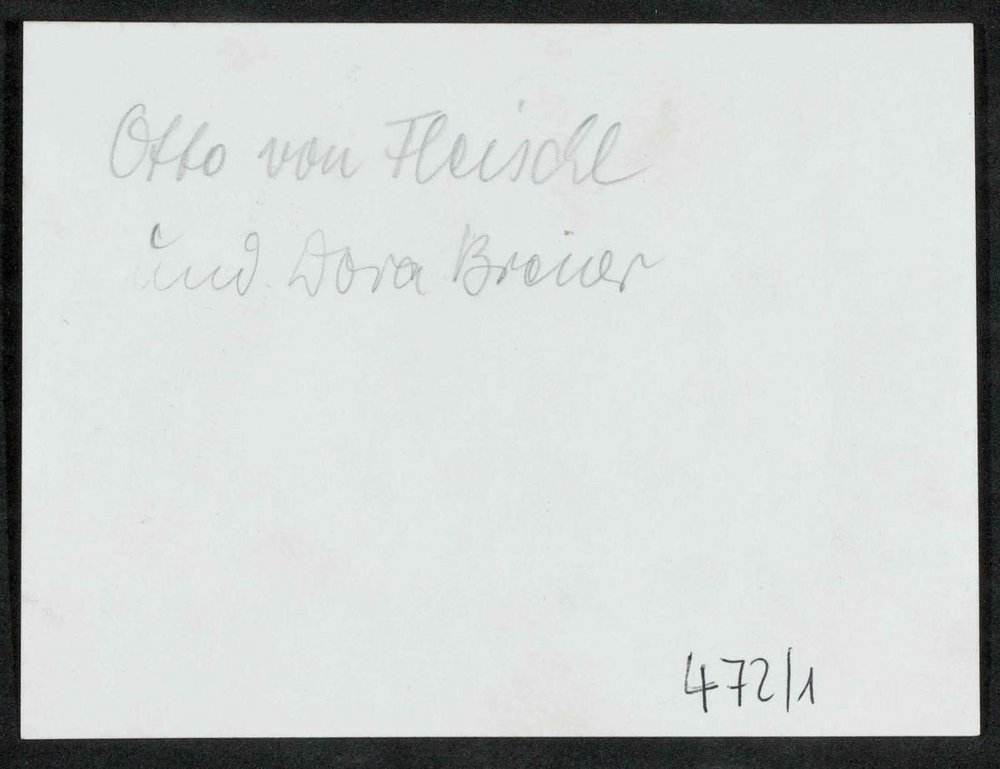 Otto von Fleischl
und Dora Breuer
472/1